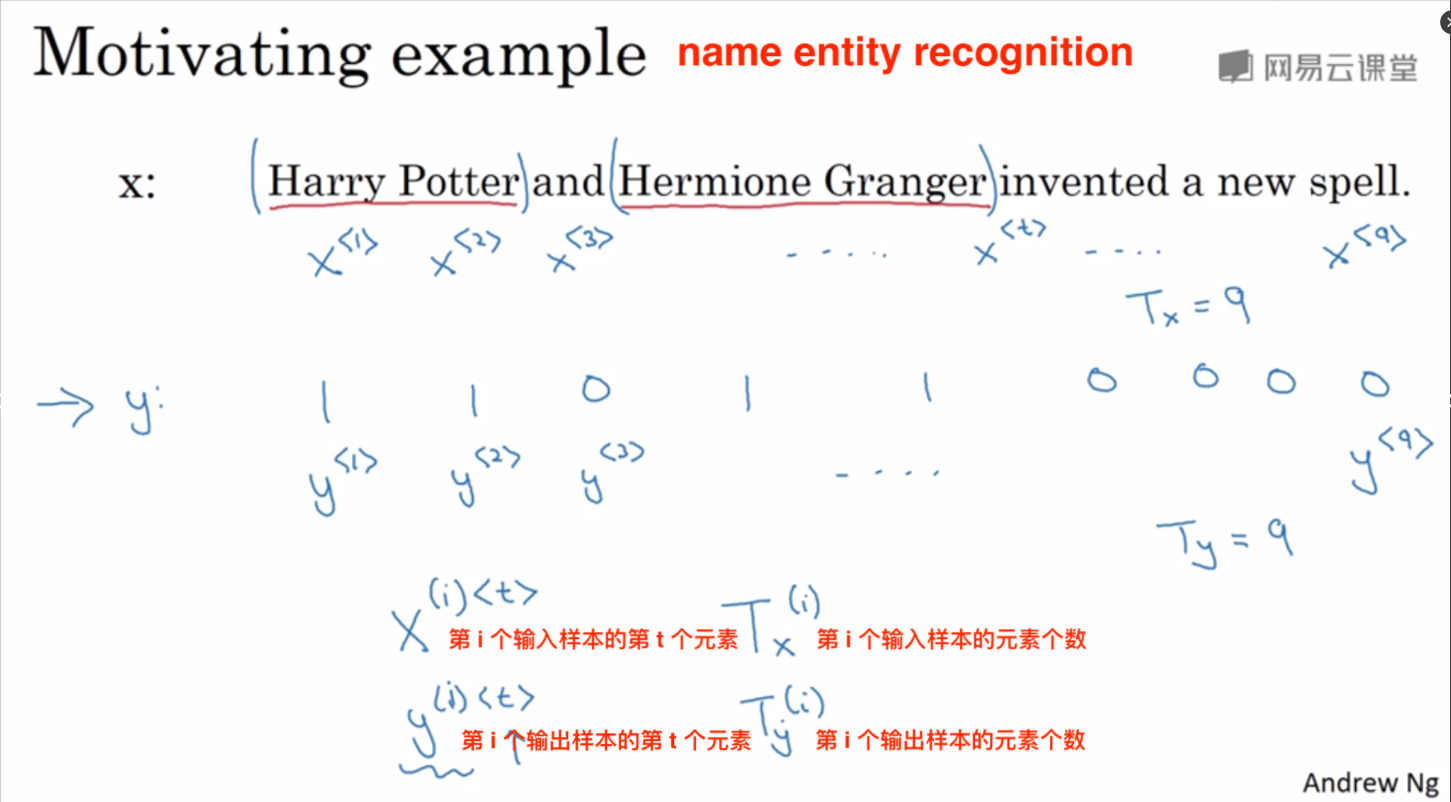 Motivating example name entity recognition
网易云课堂
x: (Harry Potter) and (Hermione Granger) invented a new spell.
x<1> x<2> x<3> - . . . . x<t> - - . . x<9>
Tx = 9
→ y: 1 1 0 1 1 0 0 0 0
y<1> y<2> y<3> - . . . . y<9>
Ty = 9
X(i)<t> 第 i 个输入样本的第 t 个元素 Tx(i) 第 i 个输入样本的元素个数
y(i)<t> 第 i 个输出样本的第 t 个元素 Ty(i) 第 i 个输出样本的元素个数
Andrew Ng